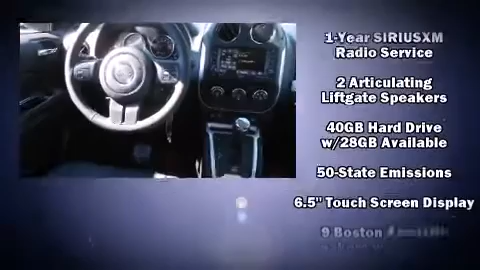 1-Year SIRIUSXM
Radio Service
2 Articulating
Liftgate Speakers
40GB Hard Drive
w/28GB Available
50-State Emissions
6.5" Touch Screen Display
9 Boston